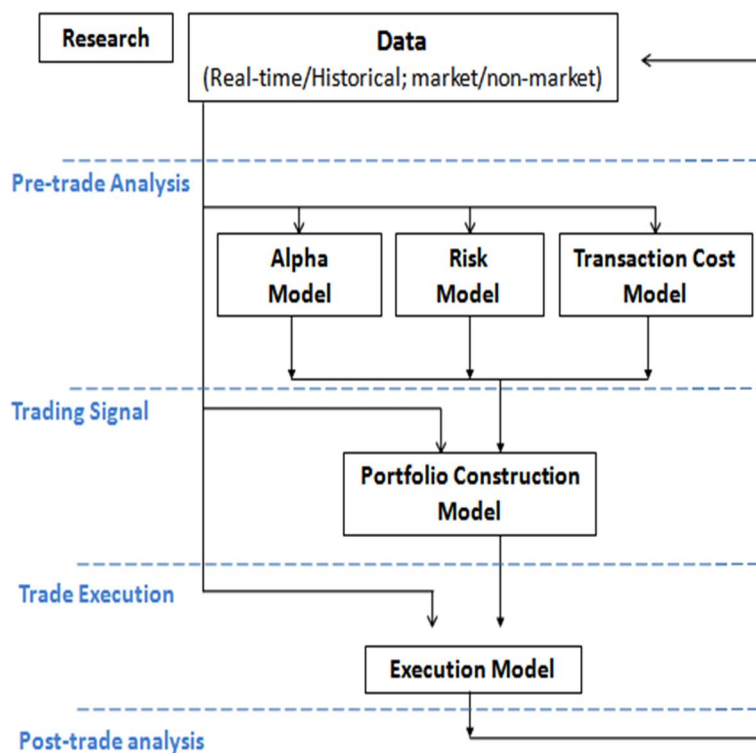 Research
Data
(Real-time/Historical; market/non-market)
Pre-trade Analysis
Alpha
Model
Risk
Model
Transaction Cost
Model
Trading Signal
Portfolio Construction
Model
Trade Execution
Execution Model
Post-trade analysis